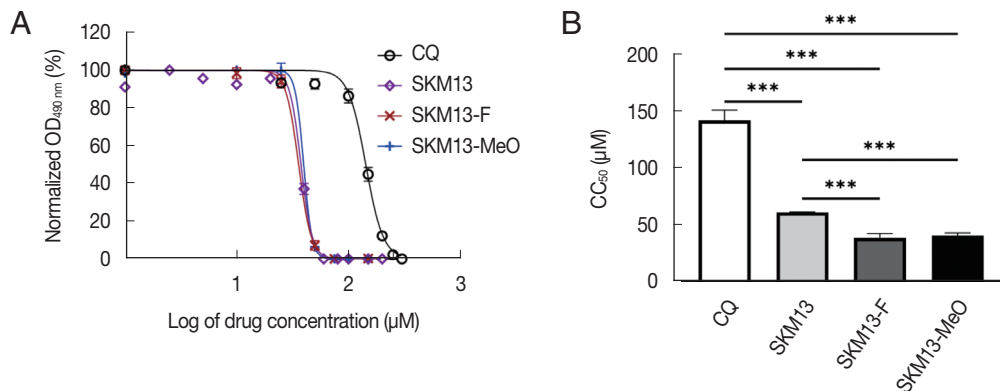 A
Normalized OD490 nm (%)
120
100
80
60
40
20
0
1
2
3
Log of drug concentration (μM)
CQ
SKM13
SKM13-F
SKM13-MeO
B
CC50 (μM)
200
150
100
50
0
***
***
***
***
***
CQ
SKM13
SKM13-F
SKM13-MeO